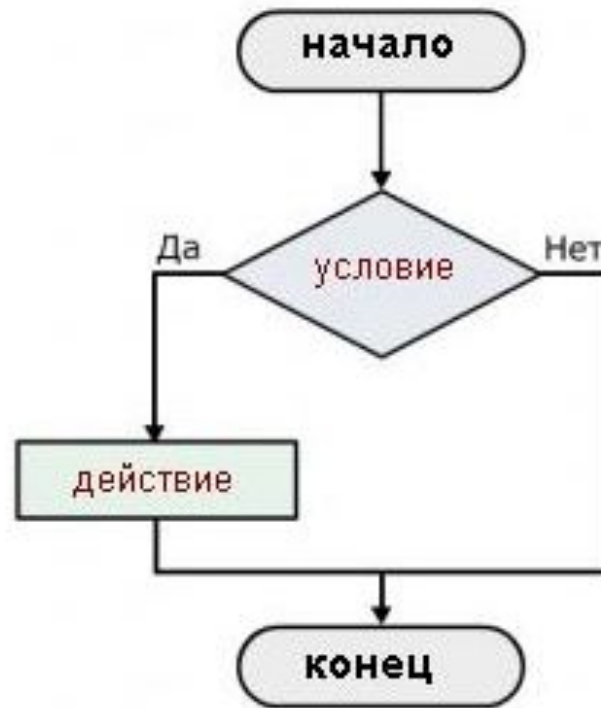 начало
Да
Нет
условие
действие
конец